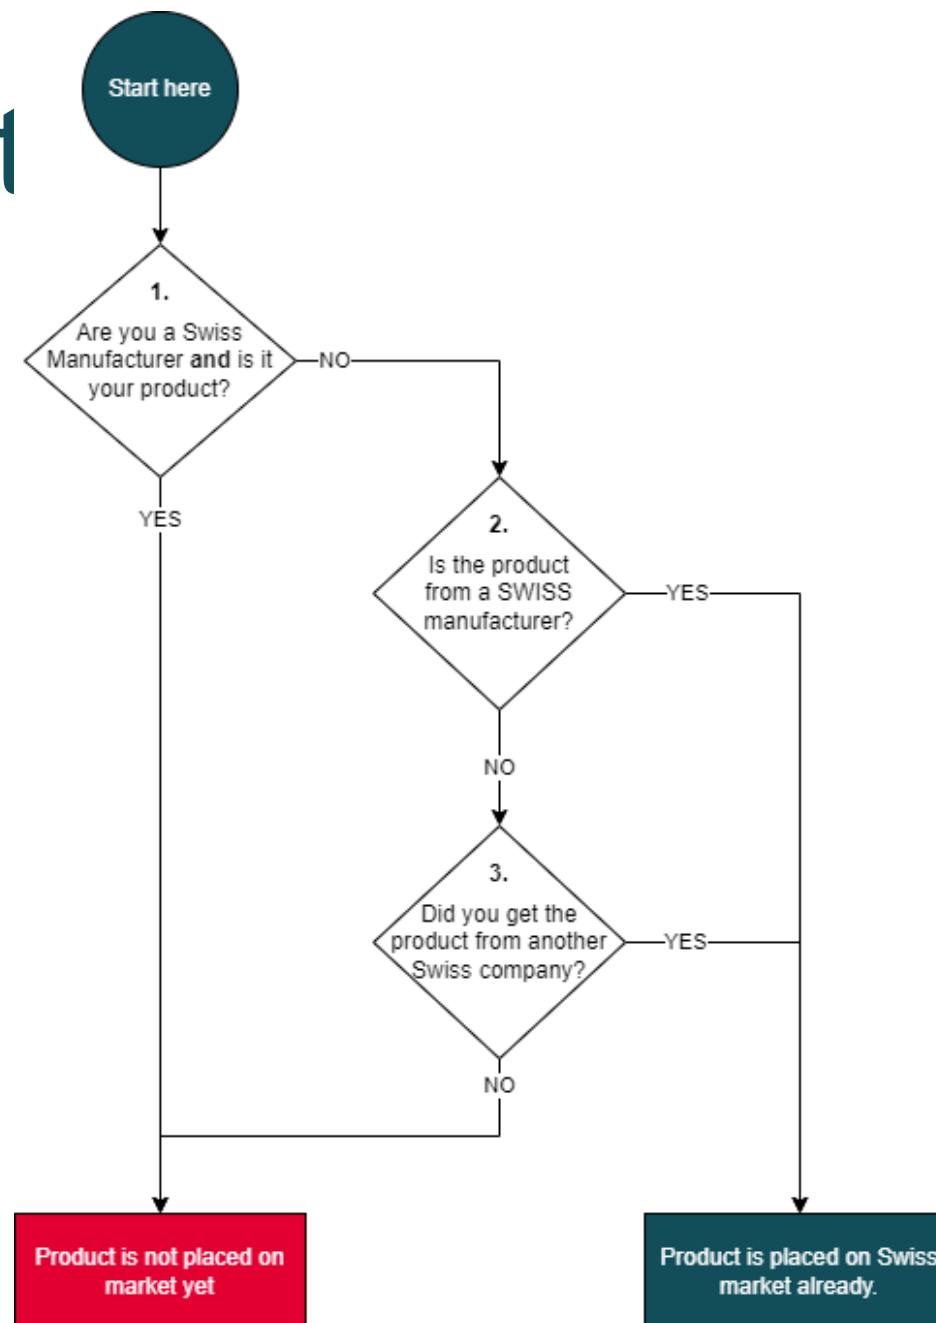 Start here
t
1.
Are you a Swiss
Manufacturer and is it
your product?
NO
YES
2.
Is the product
from a SWISS
manufacturer?
YES
NO
3.
Did you get the
product from another
Swiss company?
YES
NO
Product is not placed on
market yet
Product is placed on Swiss
market already.